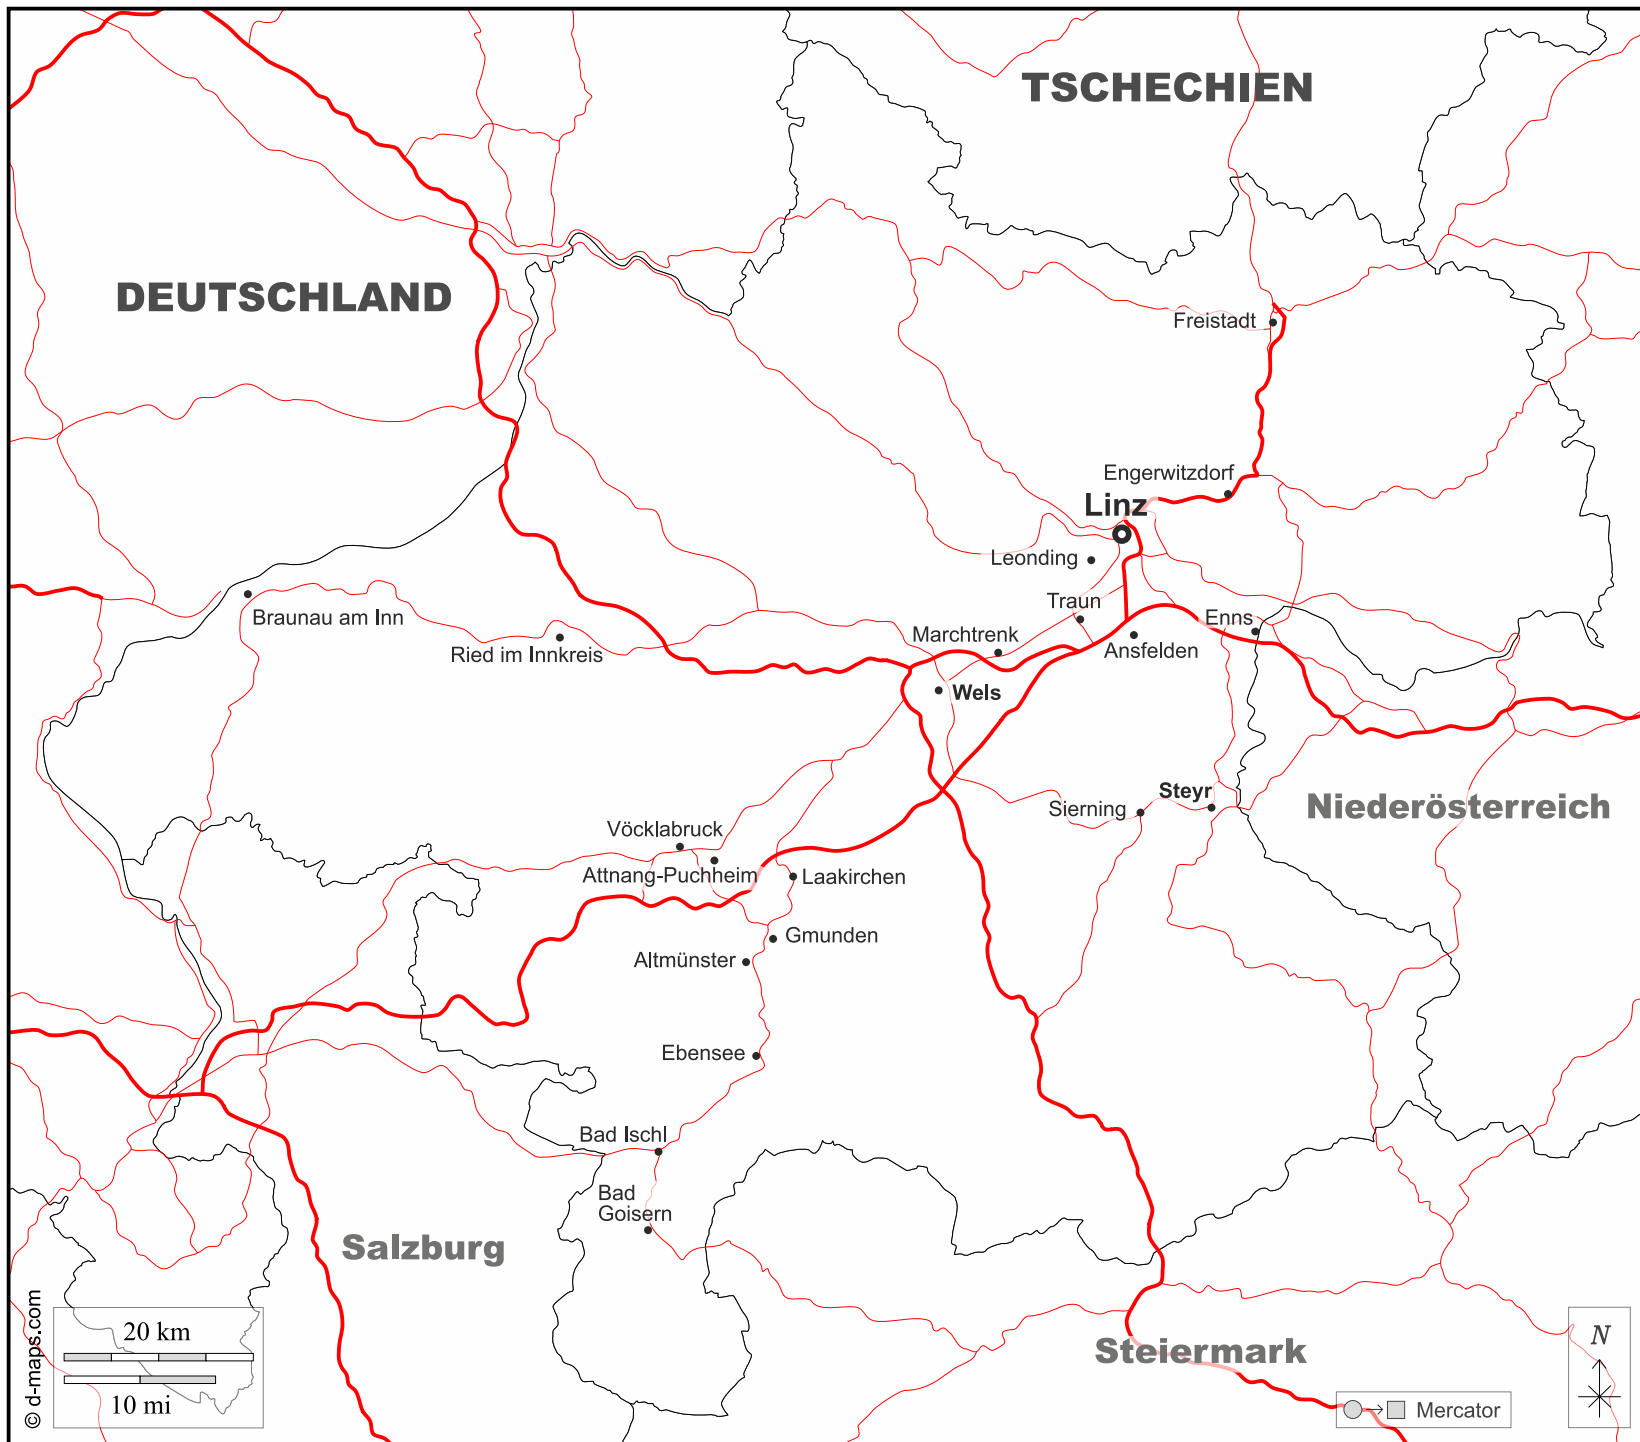 TSCHECHIEN
DEUTSCHLAND
Freistadt
Engerwitzdorf
Linz
Leonding
Traun
Braunau am Inn
Enns
Marchtrenk
Ried im Innkreis
Ansfelden
Wels
Steyr
Sierning
Niederösterreich
Vöcklabruck
Attnang-Puchheim
Laakirchen
Gmunden
Altmünster
Ebensee
Bad Ischl
Bad
Goisern
Salzburg
Steiermark
© d-maps.com
20 km
10 mi
N
Mercator